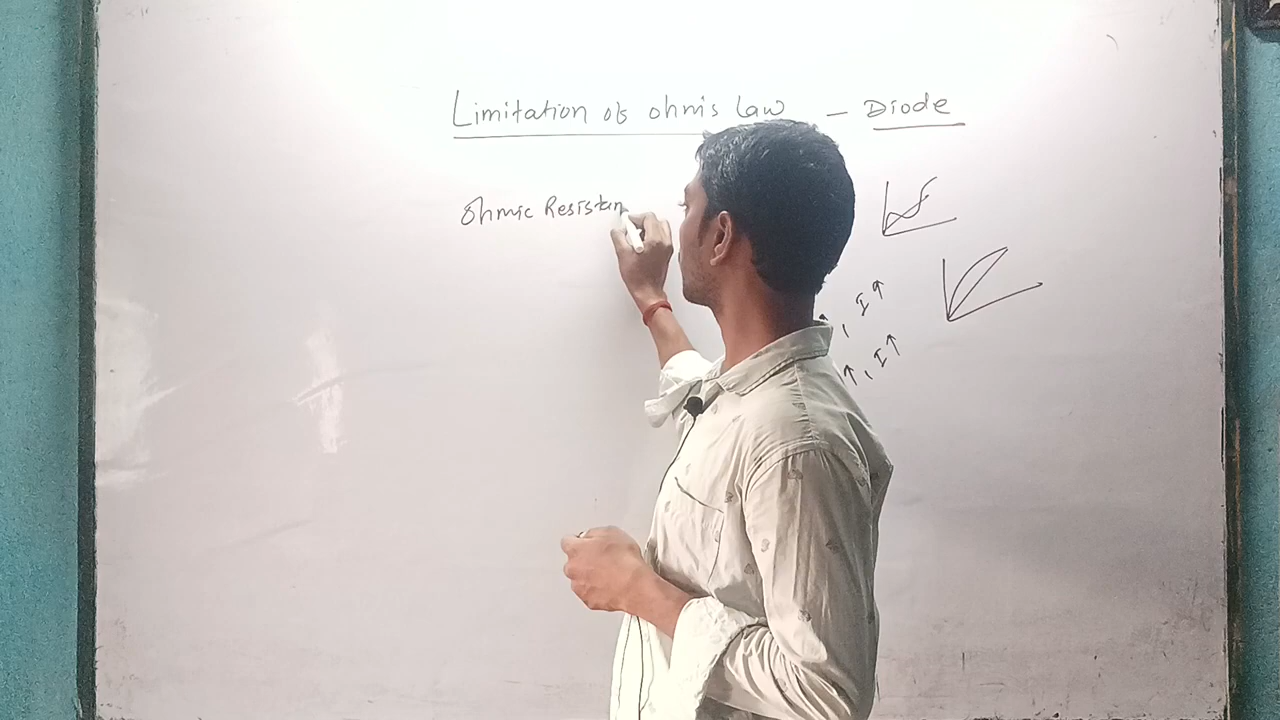 Limitation of ohm's law - Diode
Ohmic Resistan
↑, I↑
↑, I↑